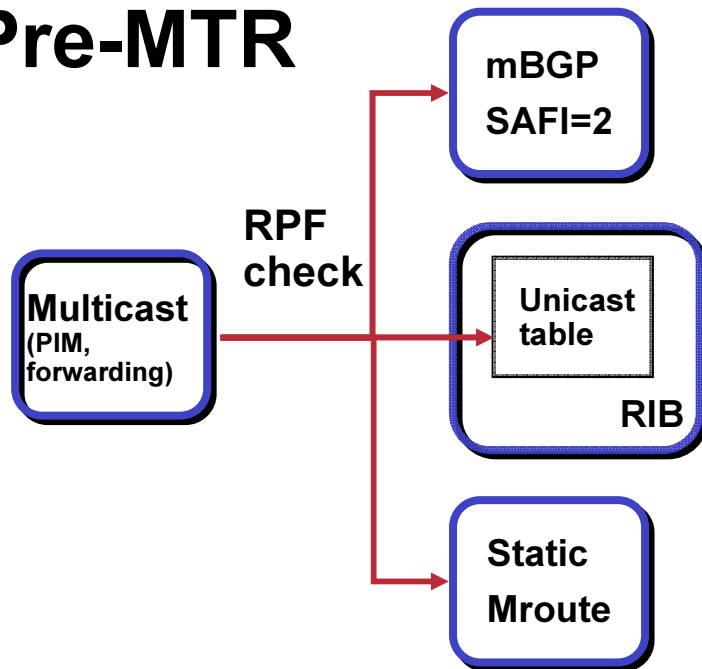 Pre-MTR
mBGP
SAFI=2
RPF
check
Multicast
(PIM,
forwarding)
Unicast
table
RIB
Static
Mroute